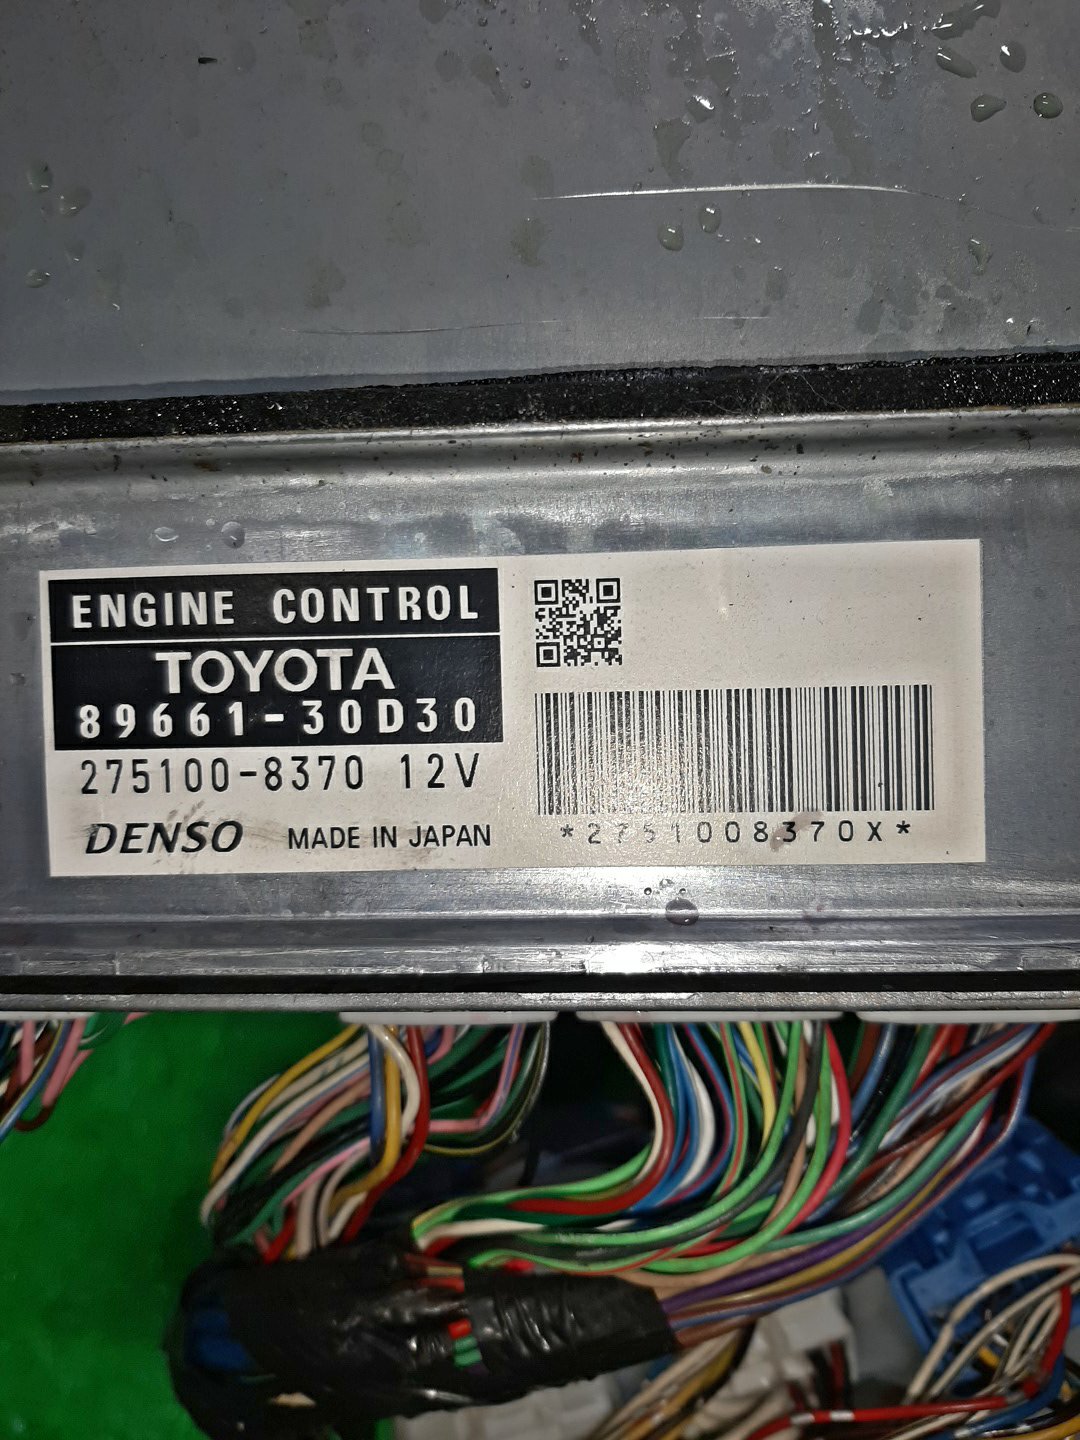 ENGINE CONTROL
TOYOTA
89661-30D30
275100-8370 12V
DENSO MADE IN JAPAN
*2751008370X*